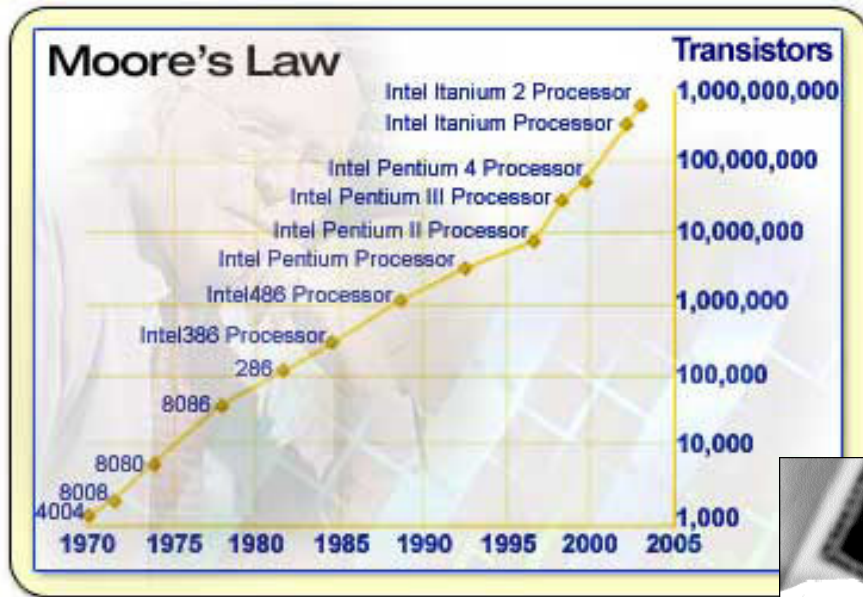 Moore's Law
Transistors
Intel Itanium 2 Processor
1,000,000,000
Intel Itanium Processor
Intel Pentium 4 Processor
100,000,000
Intel Pentium III Processor
Intel Pentium II Processor
10,000,000
Intel Pentium Processor
Intel486 Processor
1,000,000
Intel386 Processor
286
100,000
8086
10,000
8080
8008
4004
1,000
1970 1975 1980 1985 1990 1995 2000 2005